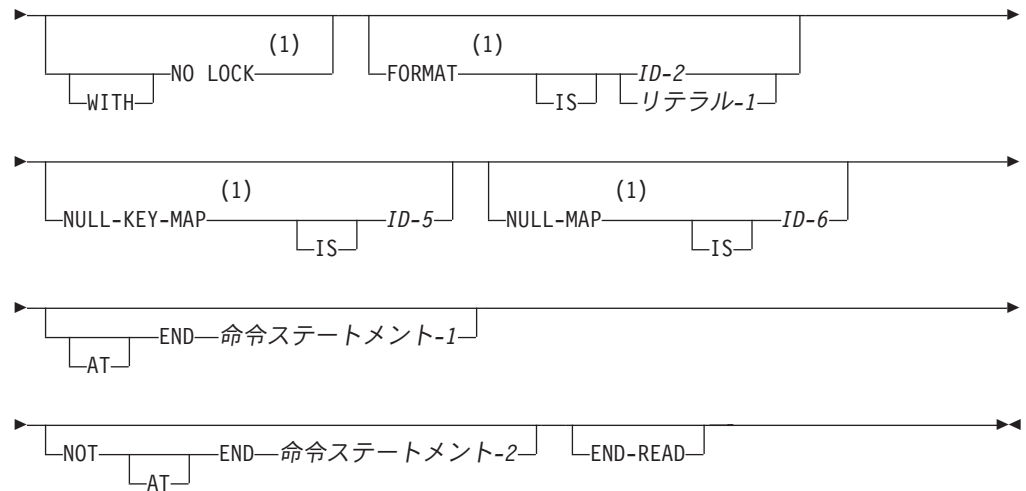 (1) (1)
NO LOCK FORMAT ID-2
WITH IS リテラル-1
(1) (1)
NULL-KEY-MAP ID-5 NULL-MAP ID-6
IS IS
END 命令ステートメント-1
AT
NOT END 命令ステートメント-2 END-READ
AT